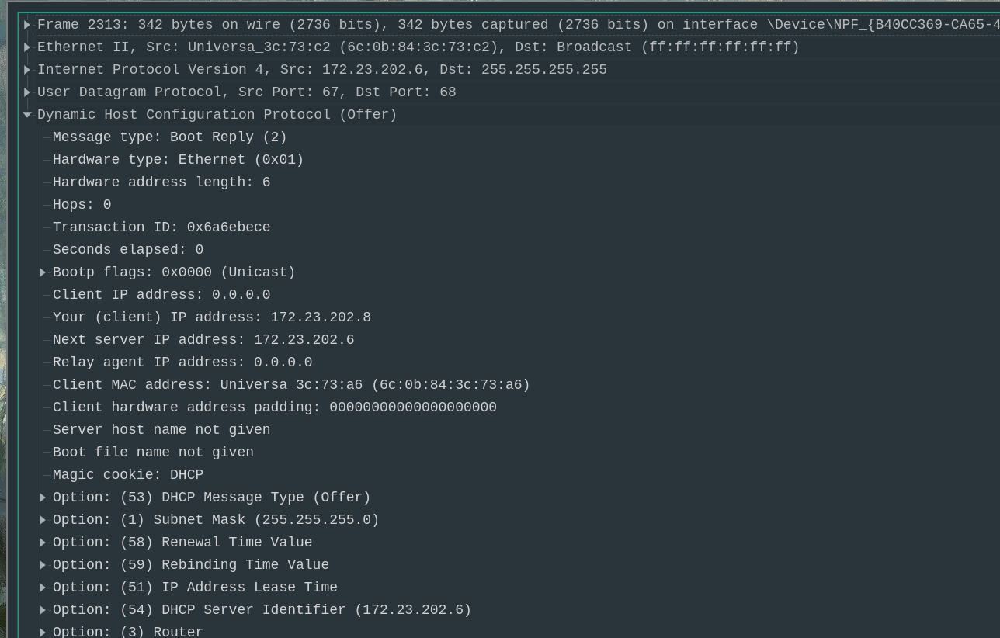 Frame 2313: 342 bytes on wire (2736 bits), 342 bytes captured (2736 bits) on interface \Device\NPF_{B40CC369-CA65-4
Ethernet II, Src: Universa_3c:73:c2 (6c:0b:84:3c:73:c2), Dst: Broadcast (ff:ff:ff:ff:ff:ff)
Internet Protocol Version 4, Src: 172.23.202.6, Dst: 255.255.255.255
User Datagram Protocol, Src Port: 67, Dst Port: 68
Dynamic Host Configuration Protocol (Offer)
Message type: Boot Reply (2)
Hardware type: Ethernet (0x01)
Hardware address length: 6
Hops: 0
Transaction ID: 0x6a6ebece
Seconds elapsed: 0
Bootp flags: 0x0000 (Unicast)
Client IP address: 0.0.0.0
Your (client) IP address: 172.23.202.8
Next server IP address: 172.23.202.6
Relay agent IP address: 0.0.0.0
Client MAC address: Universa_3c:73:a6 (6c:0b:84:3c:73:a6)
Client hardware address padding: 00000000000000000000
Server host name not given
Boot file name not given
Magic cookie: DHCP
Option: (53) DHCP Message Type (Offer)
Option: (1) Subnet Mask (255.255.255.0)
Option: (58) Renewal Time Value
Option: (59) Rebinding Time Value
Option: (51) IP Address Lease Time
Option: (54) DHCP Server Identifier (172.23.202.6)
Option: (3) Router